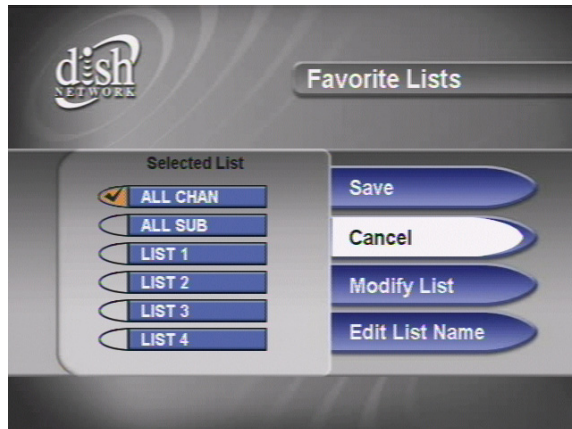 dish
NETWORK
Favorite Lists
Selected List
ALL CHAN
ALL SUB
LIST 1
LIST 2
LIST 3
LIST 4
Save
Cancel
Modify List
Edit List Name